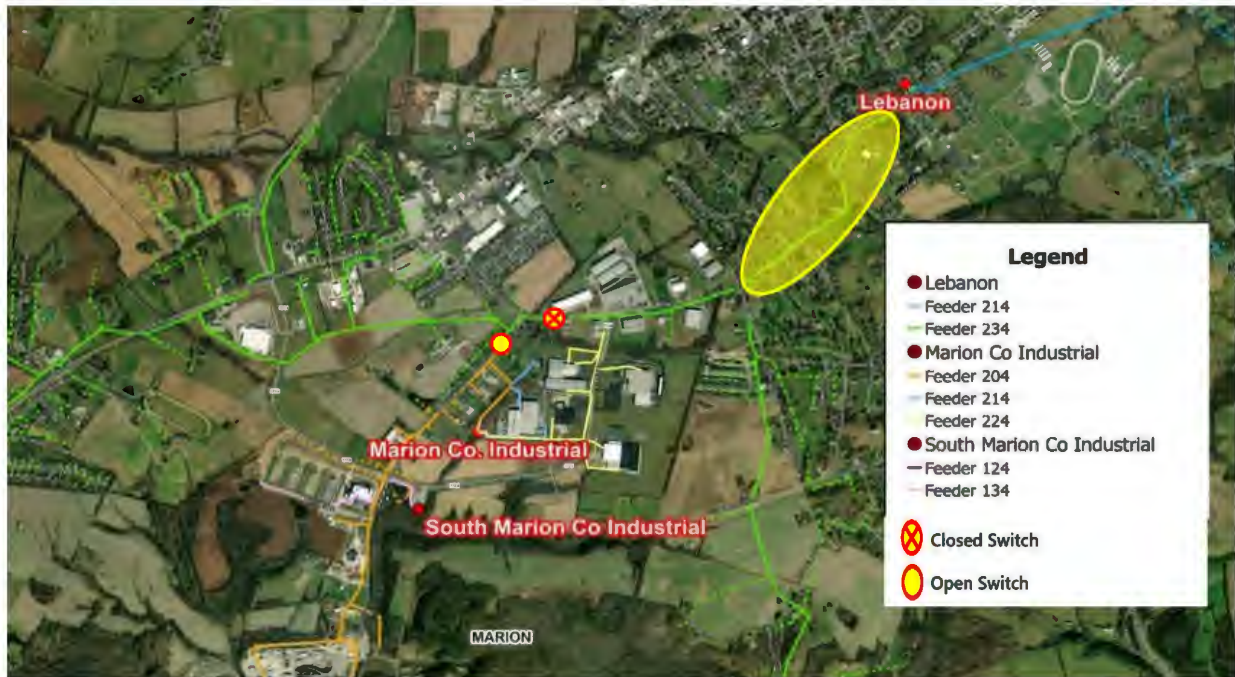 Lebanon
Marion Co. Industrial
South Marion Co Industrial
MARION
Legend
Lebanon
Feeder 214
Feeder 234
Marion Co Industrial
Feeder 204
Feeder 214
Feeder 224
South Marion Co Industrial
Feeder 124
Feeder 134
Closed Switch
Open Switch